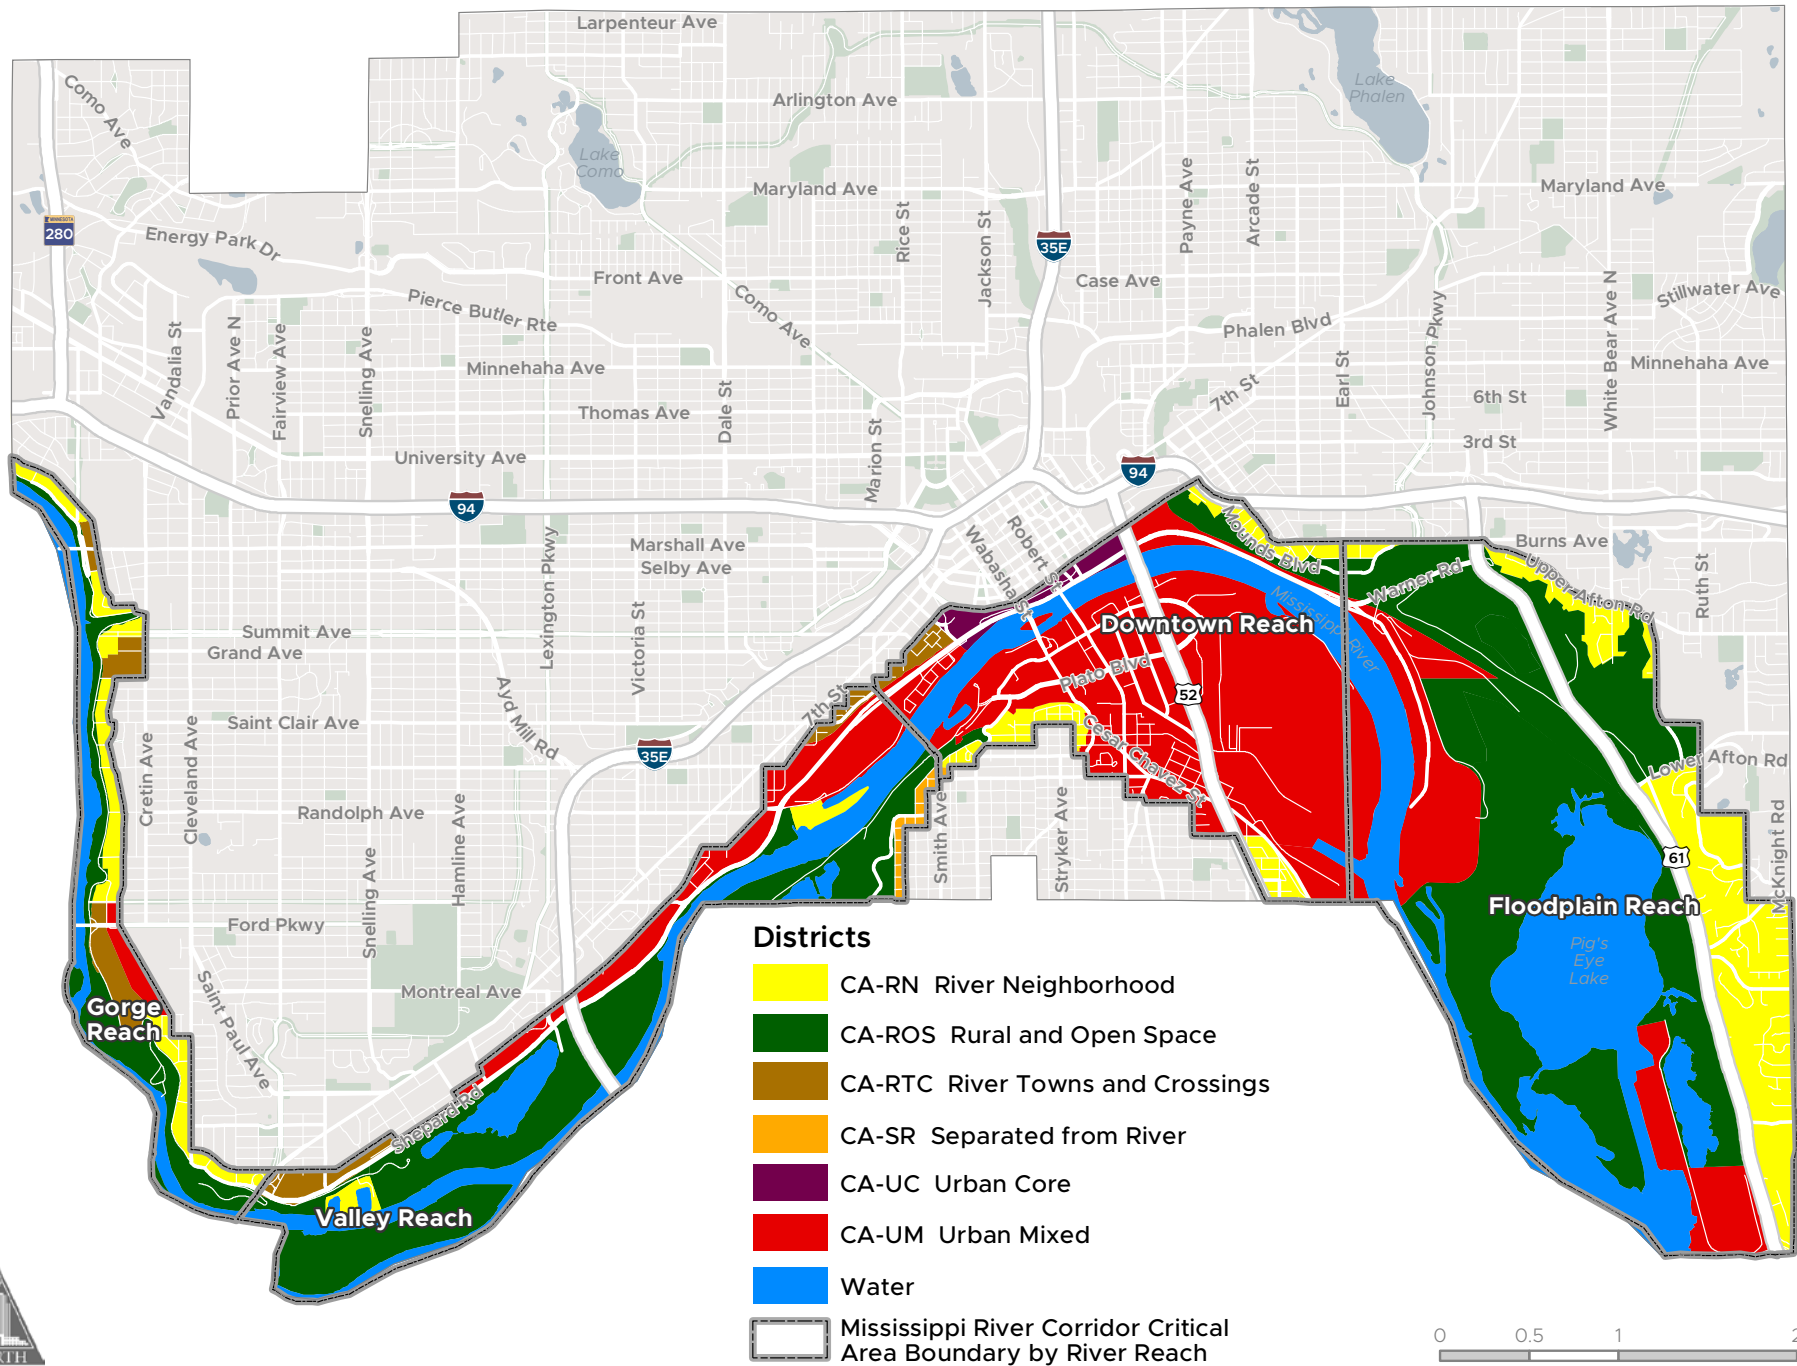 Larpenteur Ave
Como Ave
Arlington Ave
Lake
Phalen
Lake
Como
Maryland Ave
Maryland Ave
Payne Ave
Arcade St
Rice St
Jackson St
MINNESOTA
280
Energy Park Dr
35E
Front Ave
Case Ave
Pierce Butler Rte
Como Ave
Stillwater Ave
Phalen Blvd
Johnson Pkwy
White Bear Ave N
Vandalia St
Prior Ave N
Fairview Ave
Snelling Ave
Minnehaha Ave
Minnehaha Ave
Earl St
7th St
6th St
Thomas Ave
Dale St
Marion St
3rd St
University Ave
94
94
Lexington Pkwy
Marshall Ave
Selby Ave
Robert St
Wabasha St
Mounds Blvd
Burns Ave
Upper Afton Rd
Warner Rd
Ruth St
Mississippi River
Downtown Reach
Summit Ave
Grand Ave
Victoria St
Plato Blvd
52
Ayd Mill Rd
7th St
Saint Clair Ave
Cretin Ave
Cleveland Ave
35E
Cesar Chavez St
Lower Afton Rd
Randolph Ave
Hamline Ave
Snelling Ave
Smith Ave
Stryker Ave
McKnight Rd
61
Floodplain Reach
Ford Pkwy
Pig's
Eye
Lake
Montreal Ave
Saint Paul Ave
Gorge
Reach
Shepard Rd
Valley Reach
Districts
CA-RN River Neighborhood
CA-ROS Rural and Open Space
CA-RTC River Towns and Crossings
CA-SR Separated from River
CA-UC Urban Core
CA-UM Urban Mixed
Water
Mississippi River Corridor Critical
Area Boundary by River Reach
0 0.5 1 2